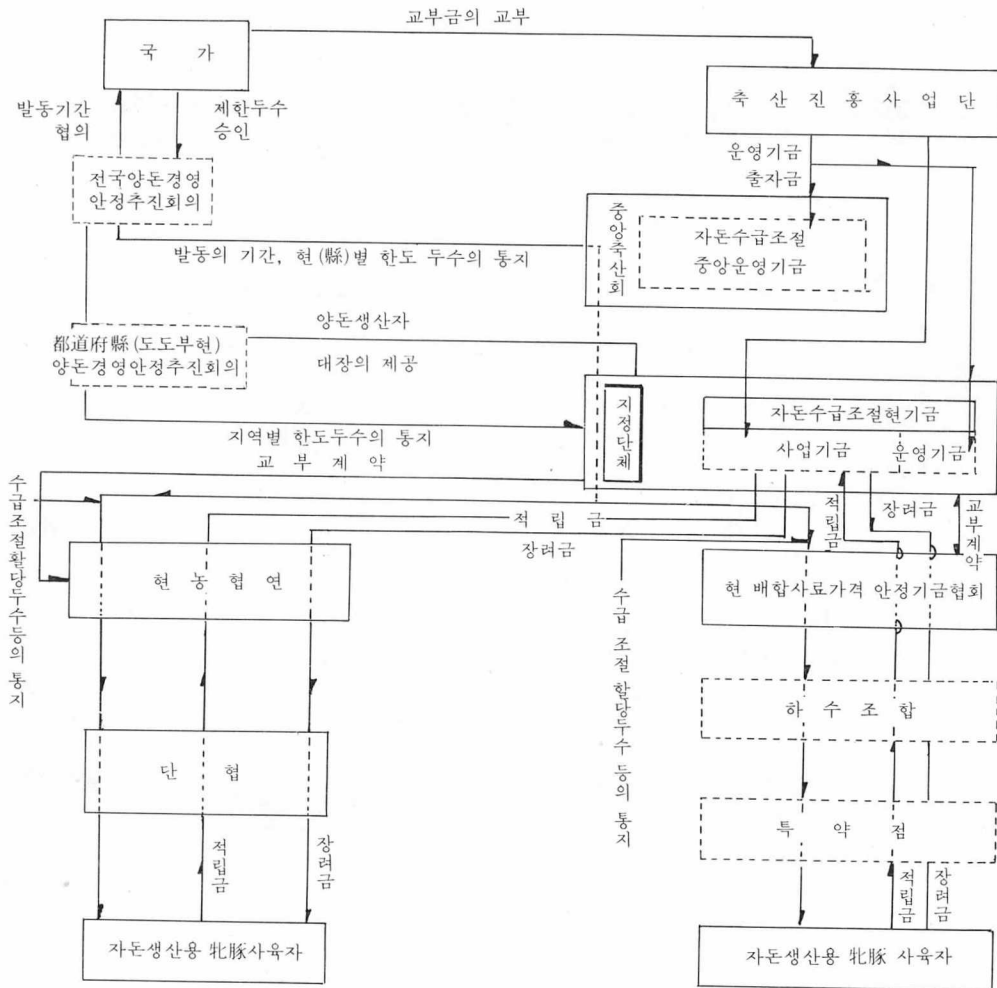 교부금의 교부
국 가
축 산 진 흥 사 업 단
발동기간
협의
제한두수
승인
운영기금
출자금
전국양돈경영
안정추진회의
중앙축산회
자돈수급조절
중앙운영기금
발동의 기간, 현(縣)별 한도 두수의 통지
양돈생산자
대장의 제공
都道府縣(도도부현)
양돈경영안정추진회의
지정단체
자돈수급조절현기금
사업기금
운영기금
지역별 한도두수의 통지
교 부 계 약
수급조절활당두수등의 통지
적 립 금
장려금
적립금
장려금
교부계약
현 농 협 연
현 배합사료가격 안정기금협회
수급 조절 할당두수 등의 통지
하 수 조 합
단 협
특 약 점
적립금
장려금
적립금
장려금
자돈생산용 牝豚사육자
자돈생산용 牝豚 사육자